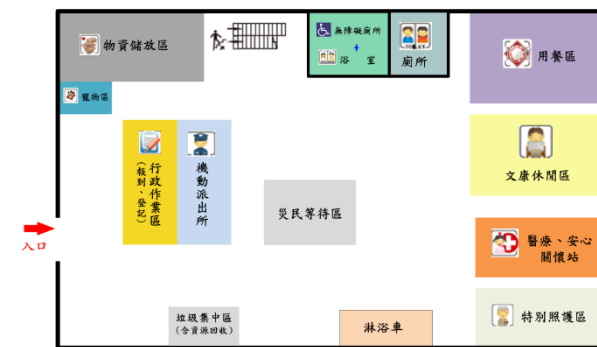 物資儲放區
無障礙廁所
+
浴 室
TOILET
廁所
用餐區
寵物區
行政作業區
(報到、登記)
機動派出所
文康休閒區
災民等待區
入口
醫療、安心
關懷站
垃圾集中區
(含資源回收)
淋浴車
特別照護區